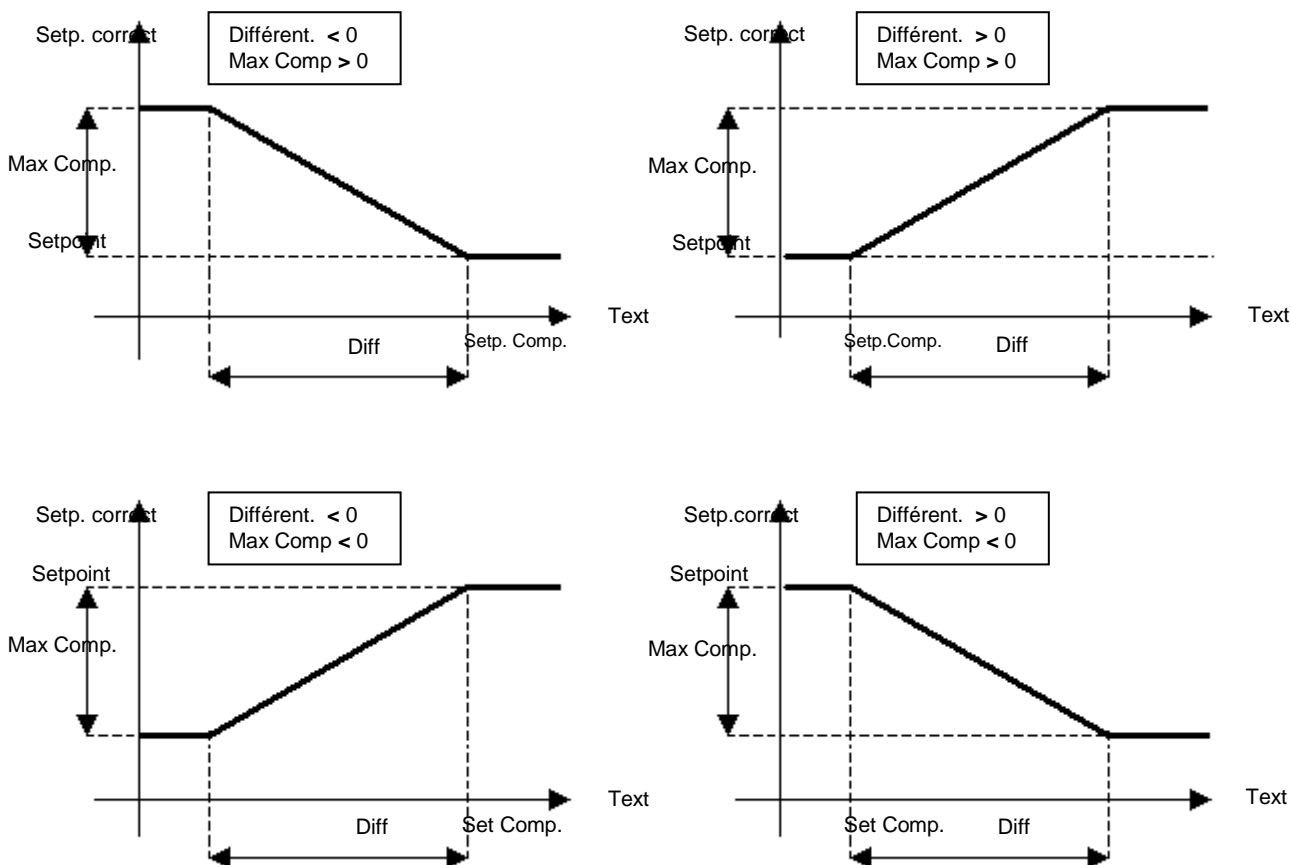 Setp. correct
Différent. < 0
Max Comp > 0
Max Comp.
Setpoint
Text
Diff
Setp. Comp.
Setp. correct
Différent. > 0
Max Comp > 0
Max Comp.
Setpoint
Text
Setp.Comp.
Diff
Setp. correct
Différent. < 0
Max Comp < 0
Setpoint
Max Comp.
Text
Diff
Set Comp.
Setp.correct
Différent. > 0
Max Comp < 0
Setpoint
Max Comp.
Text
Set Comp.
Diff